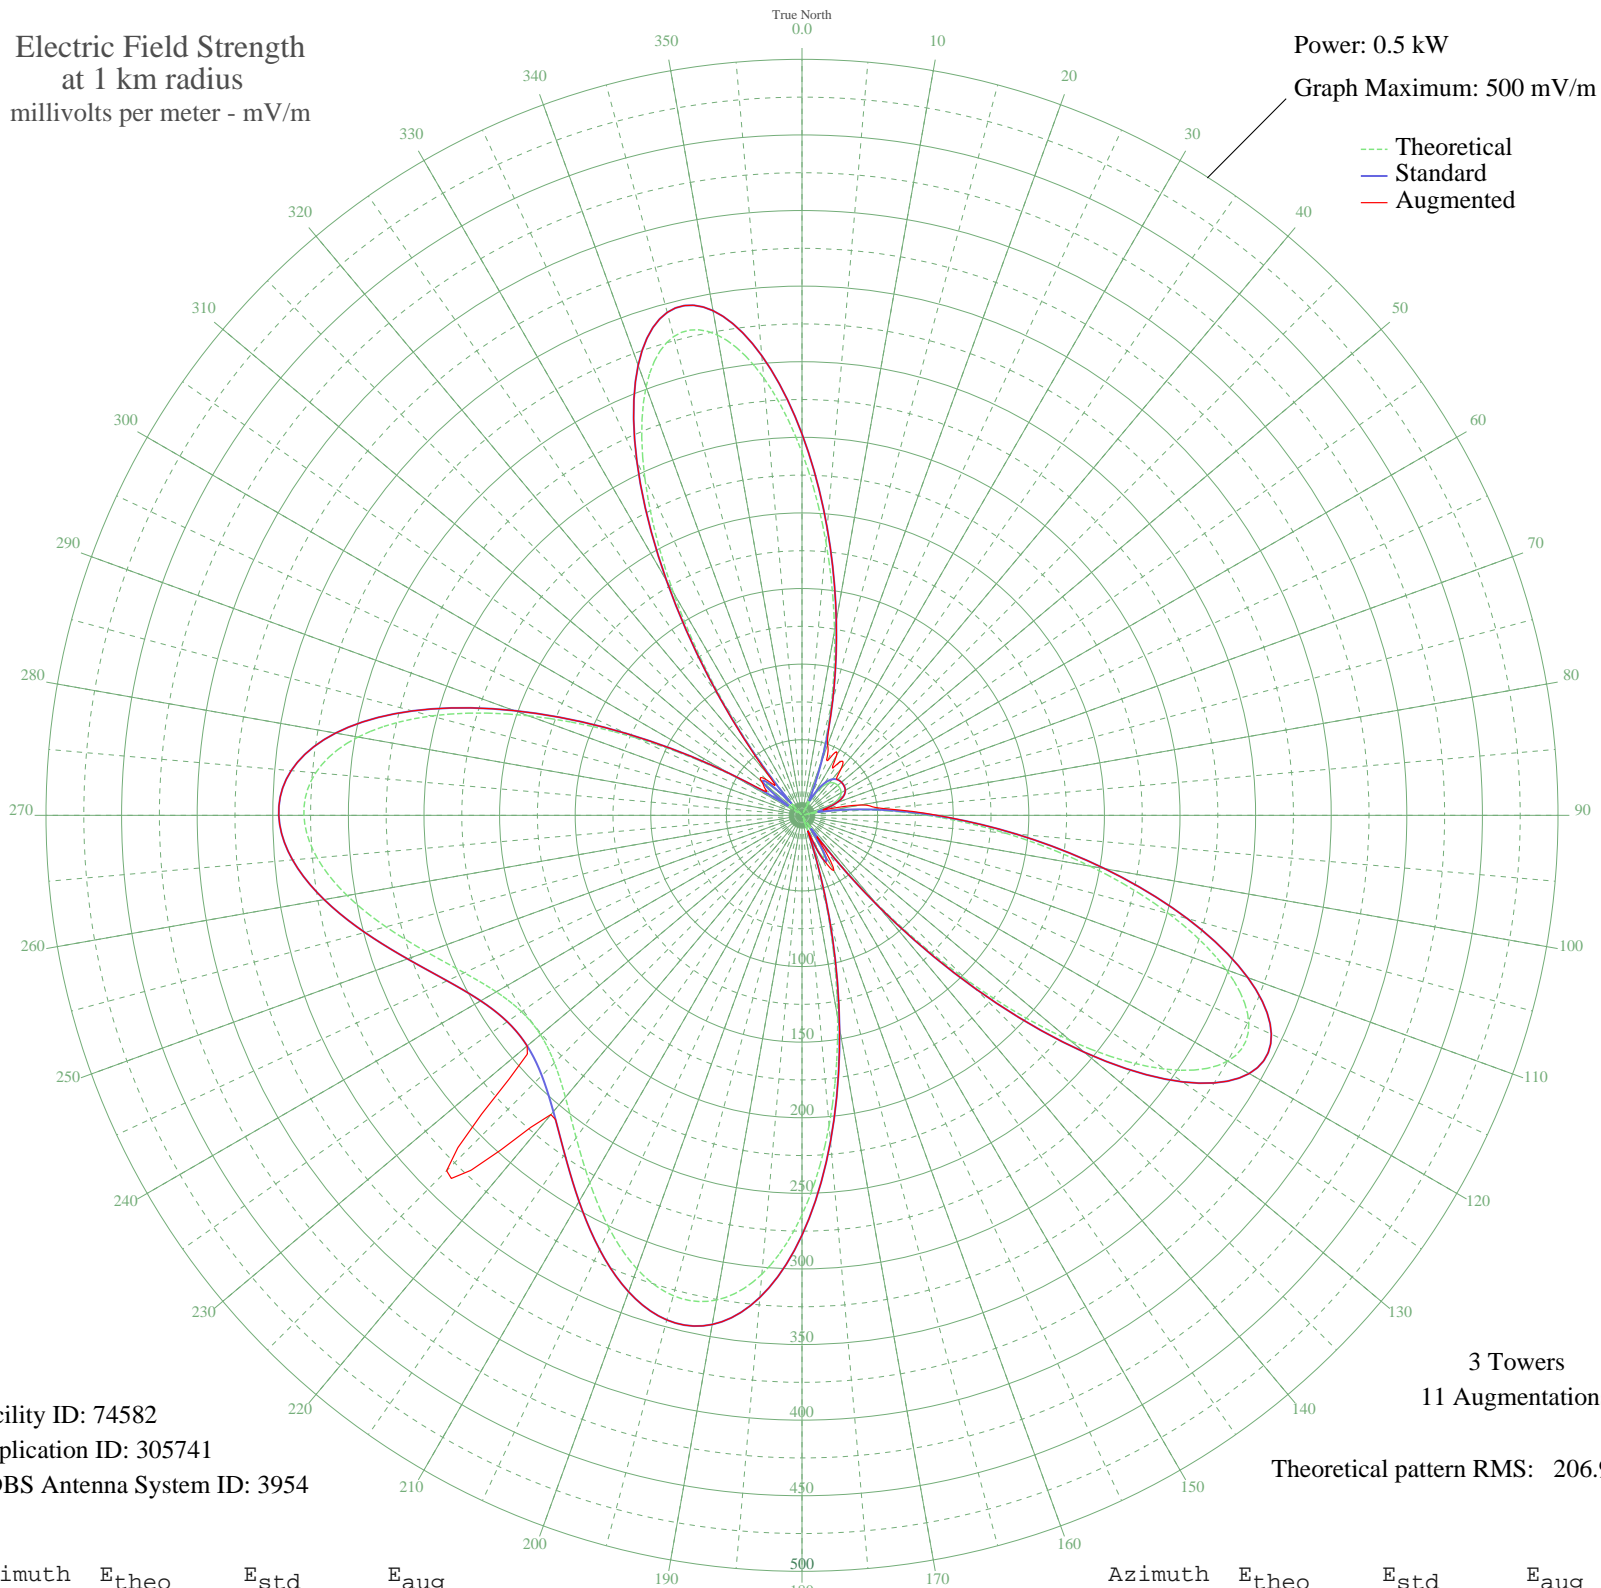 True North
0.0
Electric Field Strength
at 1 km radius
millivolts per meter - mV/m
Power: 0.5 kW
Graph Maximum: 500 mV/m
Theoretical
Standard
Augmented
10
20
30
40
50
60
70
80
90
100
110
120
130
140
150
160
170
190
200
210
220
230
240
250
260
270
280
290
300
310
320
330
340
350
100
150
200
250
300
350
400
450
500
3 Towers
11 Augmentation
Theoretical pattern RMS: 206.9
cility ID: 74582
plication ID: 305741
DBS Antenna System ID: 3954
imuth Etheo Estd Eaug
Azimuth Etheo Estd Eaug